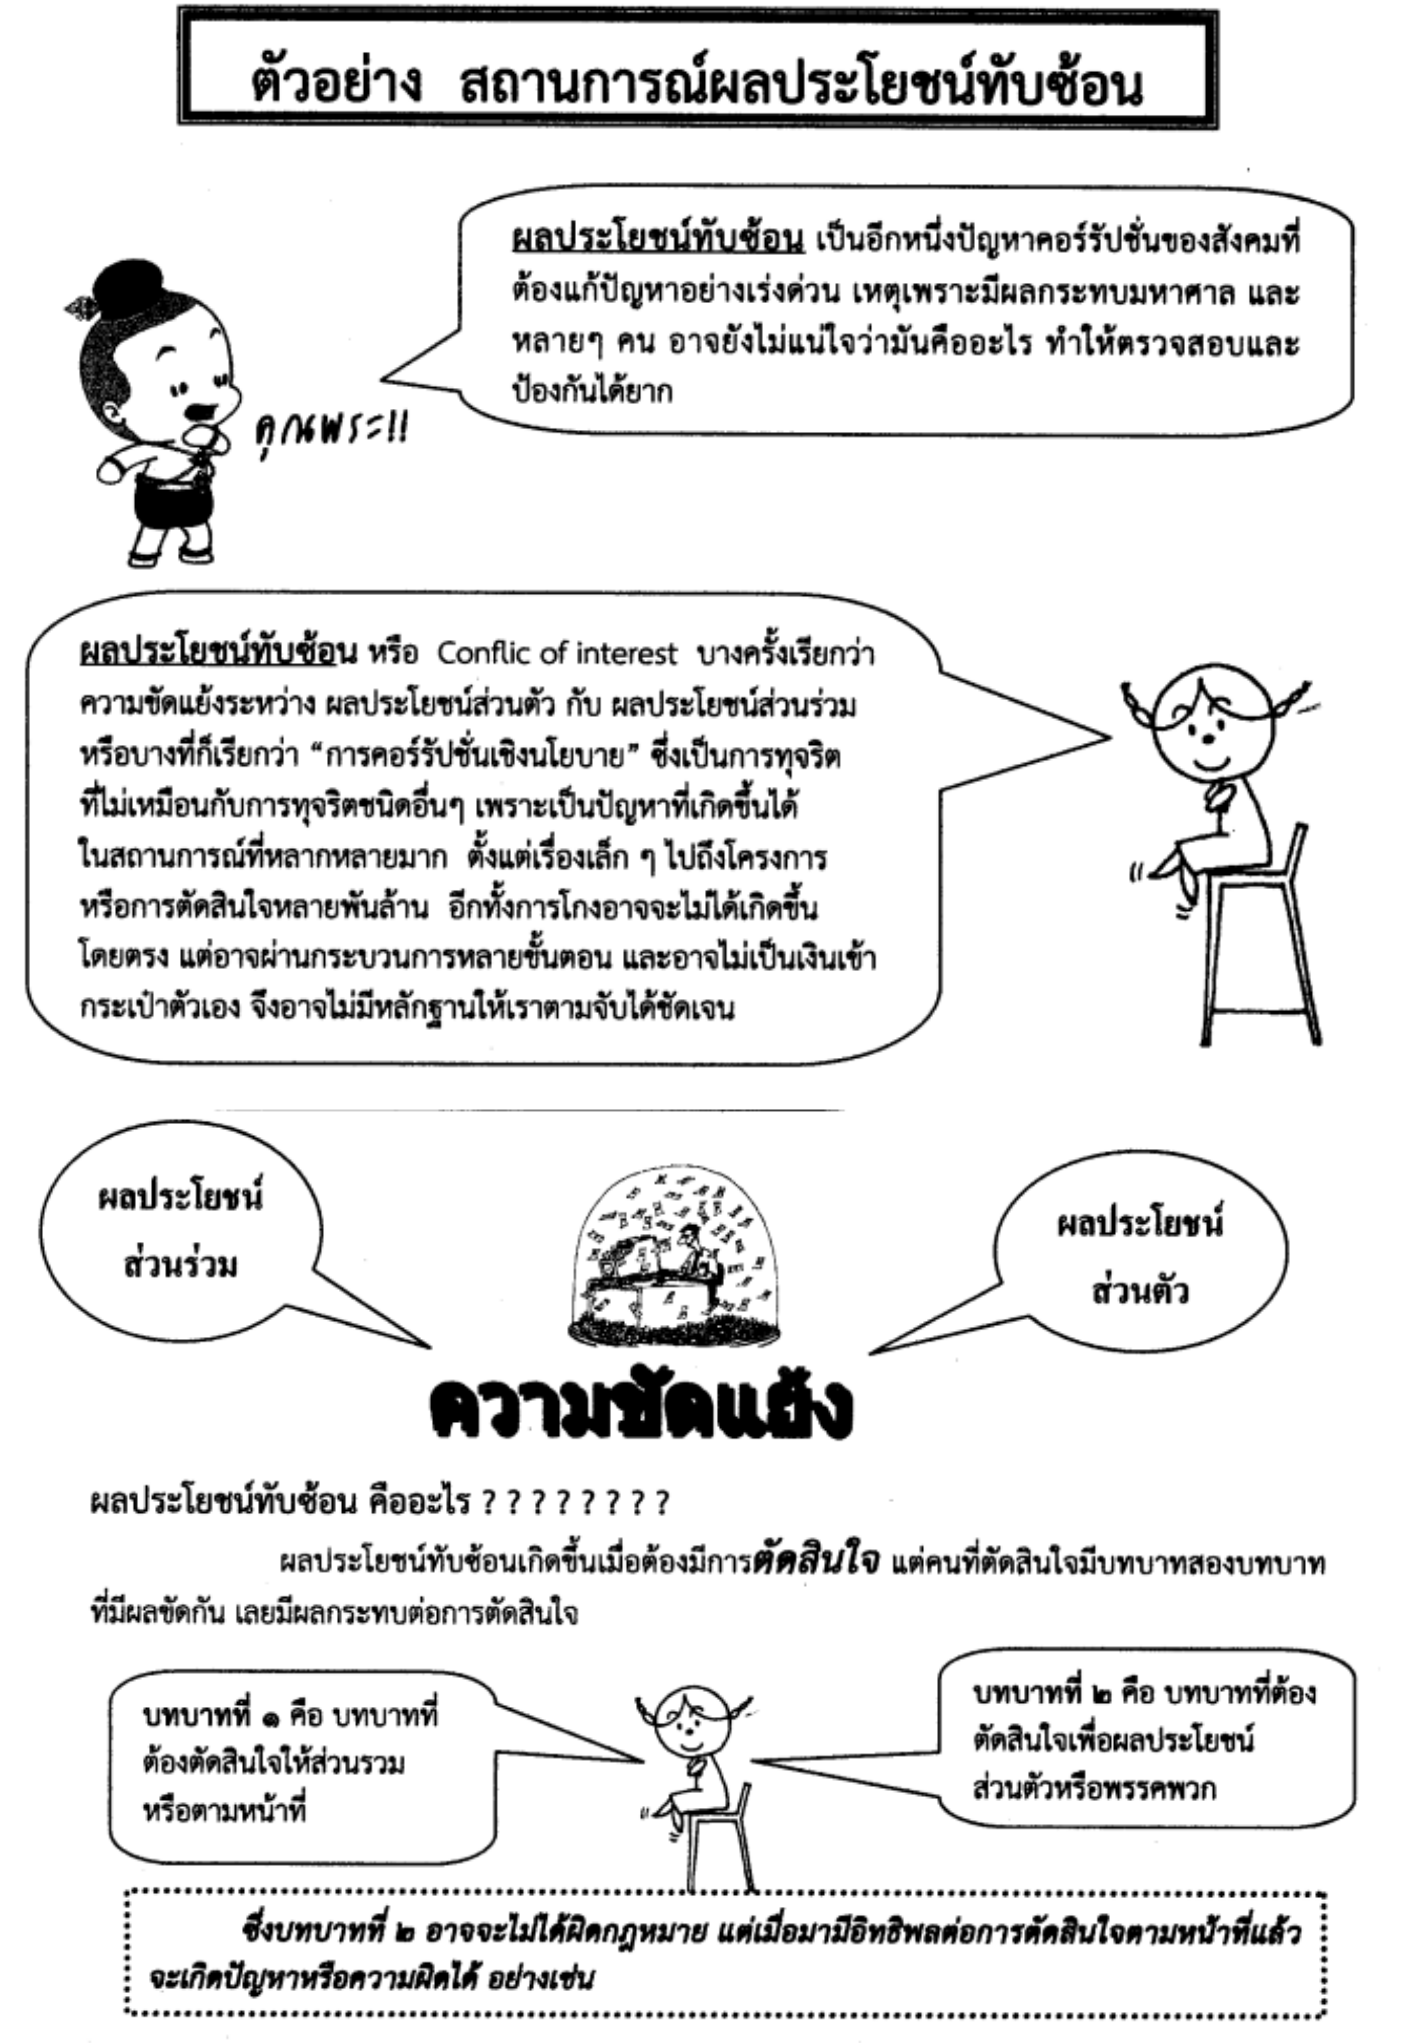 ตัวอย่าง สถานการณ์ผลประโยชน์ทับซ้อน
ผลประโยชน์ทับซ้อน เป็นอีกหนึ่งปัญหาคอร์รัปชั่นของสังคมที่
ต้องแก้ปัญหาอย่างเร่งด่วน เหตุเพราะมีผลกระทบมหาศาล และ
หลายๆ คน อาจยังไม่แน่ใจว่ามันคืออะไร ทำให้ตรวจสอบและ
ป้องกันได้ยาก
คุณพระ!!
ผลประโยชน์ทับซ้อน หรือ Conflic of interest บางครั้งเรียกว่า
ความขัดแย้งระหว่าง ผลประโยชน์ส่วนตัว กับ ผลประโยชน์ส่วนร่วม
หรือบางที่ก็เรียกว่า “การคอร์รัปชั่นเชิงนโยบาย” ซึ่งเป็นการทุจริต
ที่ไม่เหมือนกับการทุจริตชนิดอื่นๆ เพราะเป็นปัญหาที่เกิดขึ้นได้
ในสถานการณ์ที่หลากหลายมาก ตั้งแต่เรื่องเล็ก ๆ ไปถึงโครงการ
หรือการตัดสินใจหลายพันล้าน อีกทั้งการโกงอาจจะไม่ได้เกิดขึ้น
โดยตรง แต่อาจผ่านกระบวนการหลายขั้นตอน และอาจไม่เป็นเงินเข้า
กระเป๋าตัวเอง จึงอาจไม่มีหลักฐานให้เราตามจับได้ชัดเจน
ผลประโยชน์
ส่วนร่วม
ผลประโยชน์
ส่วนตัว
ความขัดแย้ง
ผลประโยชน์ทับซ้อน คืออะไร ? ? ? ? ? ? ? ?
ผลประโยชน์ทับซ้อนเกิดขึ้นเมื่อต้องมีการตัดสินใจ แต่คนที่ตัดสินใจมีบทบาทสองบทบาท
ที่มีผลขัดกัน เลยมีผลกระทบต่อการตัดสินใจ
บทบาทที่ ๑ คือ บทบาทที่
ต้องตัดสินใจให้ส่วนรวม
หรือตามหน้าที่
บทบาทที่ ๒ คือ บทบาทที่ต้อง
ตัดสินใจเพื่อผลประโยชน์
ส่วนตัวหรือพรรคพวก
ซึ่งบทบาทที่ ๒ อาจจะไม่ได้ผิดกฎหมาย แต่เมื่อมามีอิทธิพลต่อการตัดสินใจตามหน้าที่แล้ว
จะเกิดปัญหาหรือความผิดได้ อย่างเช่น